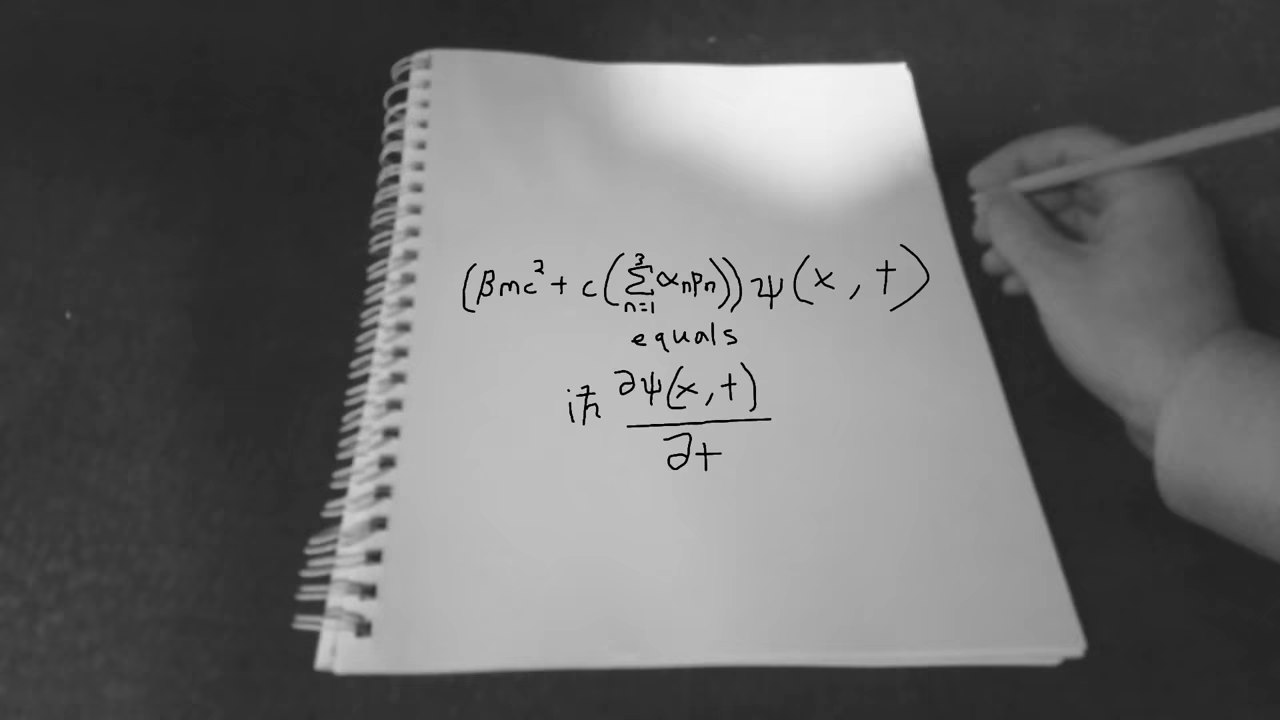 (βmc² + c(∑ₙ₌₁³ αₙpₙ))ψ(x, t)
equals
iħ ∂ψ(x, t)/∂t